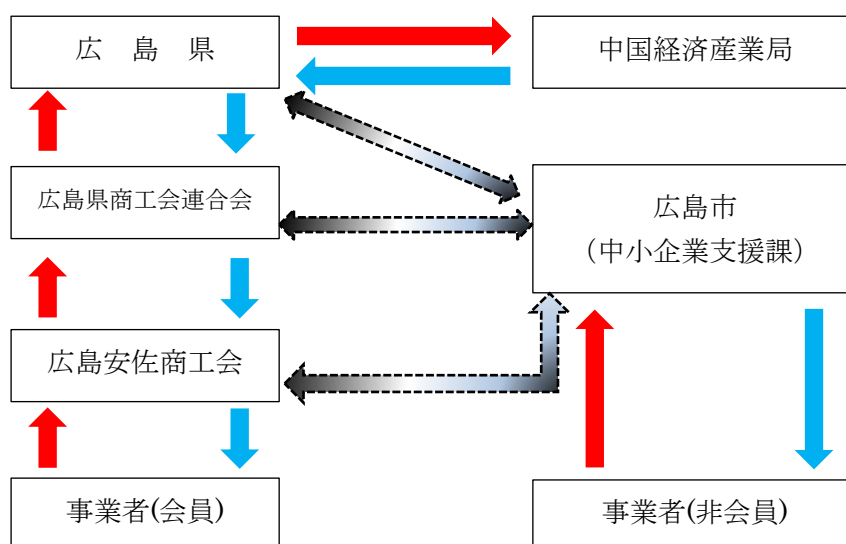 広　島　県
中国経済産業局
広島県商工会連合会
広島市
（中小企業支援課）
広島安佐商工会
事業者(会員）
事業者(非会員）